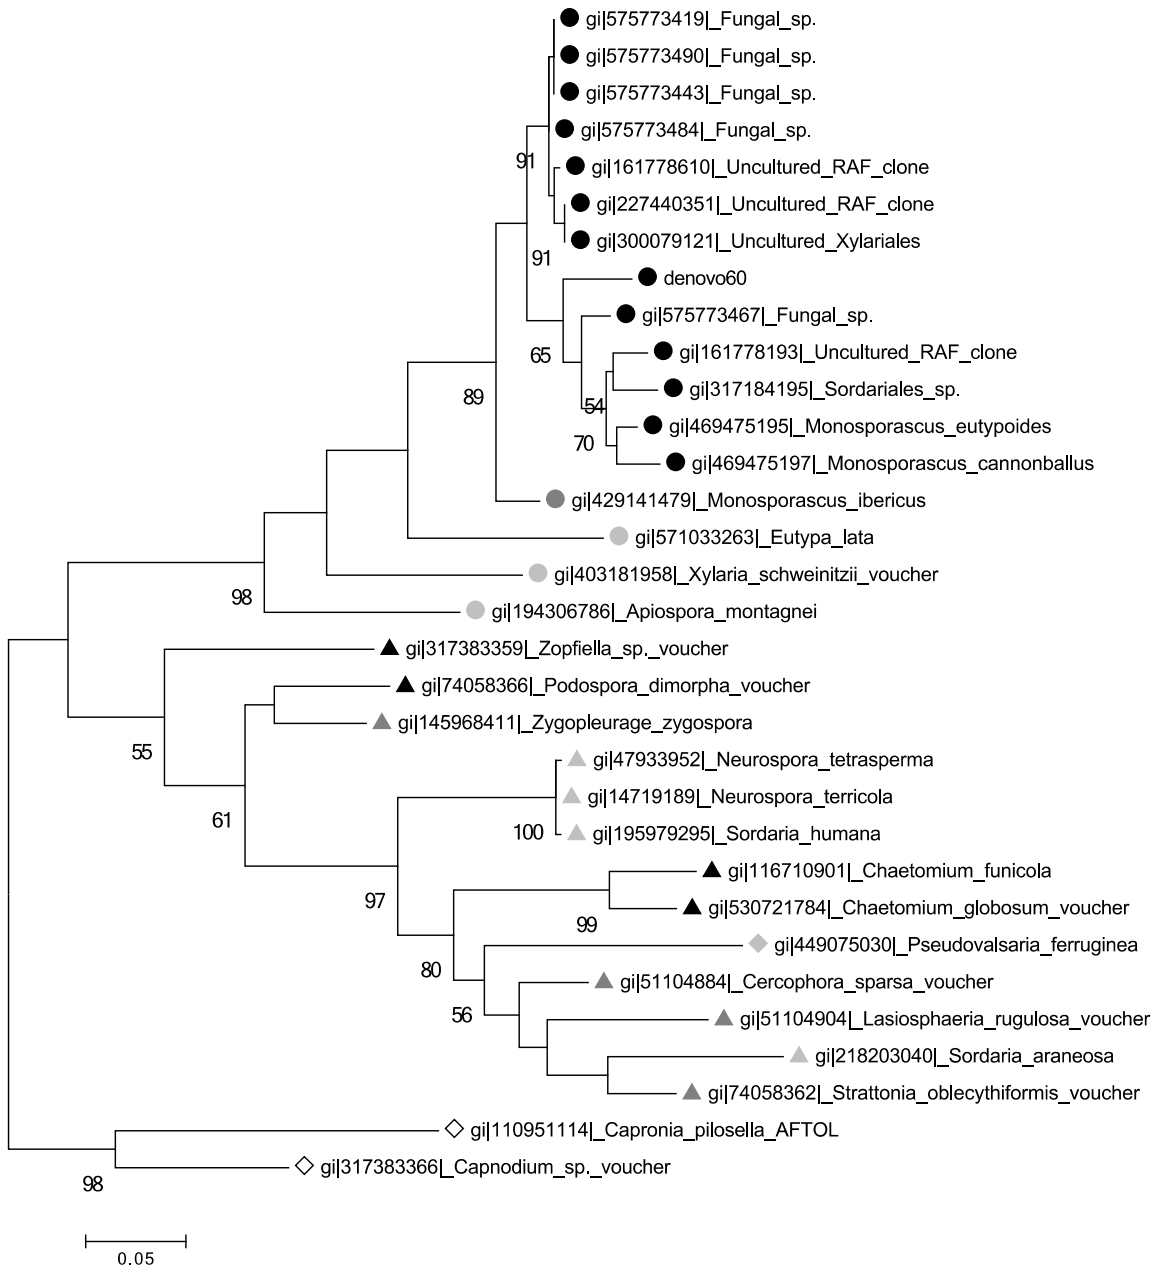 gi|575773419|_Fungal_sp.
gi|575773490|_Fungal_sp.
gi|575773443|_Fungal_sp.
gi|575773484|_Fungal_sp.
91
gi|161778610|_Uncultured_RAF_clone
gi|227440351|_Uncultured_RAF_clone
gi|300079121|_Uncultured_Xylariales
91
denovo60
gi|575773467|_Fungal_sp.
65
gi|161778193|_Uncultured_RAF_clone
gi|317184195|_Sordariales_sp.
89
54
gi|469475195|_Monosporascus_eutypoides
70
gi|469475197|_Monosporascus_cannonballus
gi|429141479|_Monosporascus_ibericus
gi|571033263|_Eutypa_lata
gi|403181958|_Xylaria_schweinitzii_voucher
98
gi|194306786|_Apiospora_montagnei
gi|317383359|_Zopfiella_sp._voucher
gi|74058366|_Podospora_dimorpha_voucher
gi|145968411|_Zygopleurage_zygospora
55
gi|47933952|_Neurospora_tetrasperma
gi|14719189|_Neurospora_terricola
61
100
gi|195979295|_Sordaria_humana
gi|116710901|_Chaetomium_funicola
97
gi|530721784|_Chaetomium_globosum_voucher
99
gi|449075030|_Pseudovalsaria_ferruginea
80
gi|51104884|_Cercophora_sparsa_voucher
56
gi|51104904|_Lasiosphaeria_rugulosa_voucher
gi|218203040|_Sordaria_araneosa
gi|74058362|_Strattonia_oblecythiformis_voucher
gi|110951114|_Capronia_pilosella_AFTOL
gi|317383366|_Capnodium_sp._voucher
98
0.05